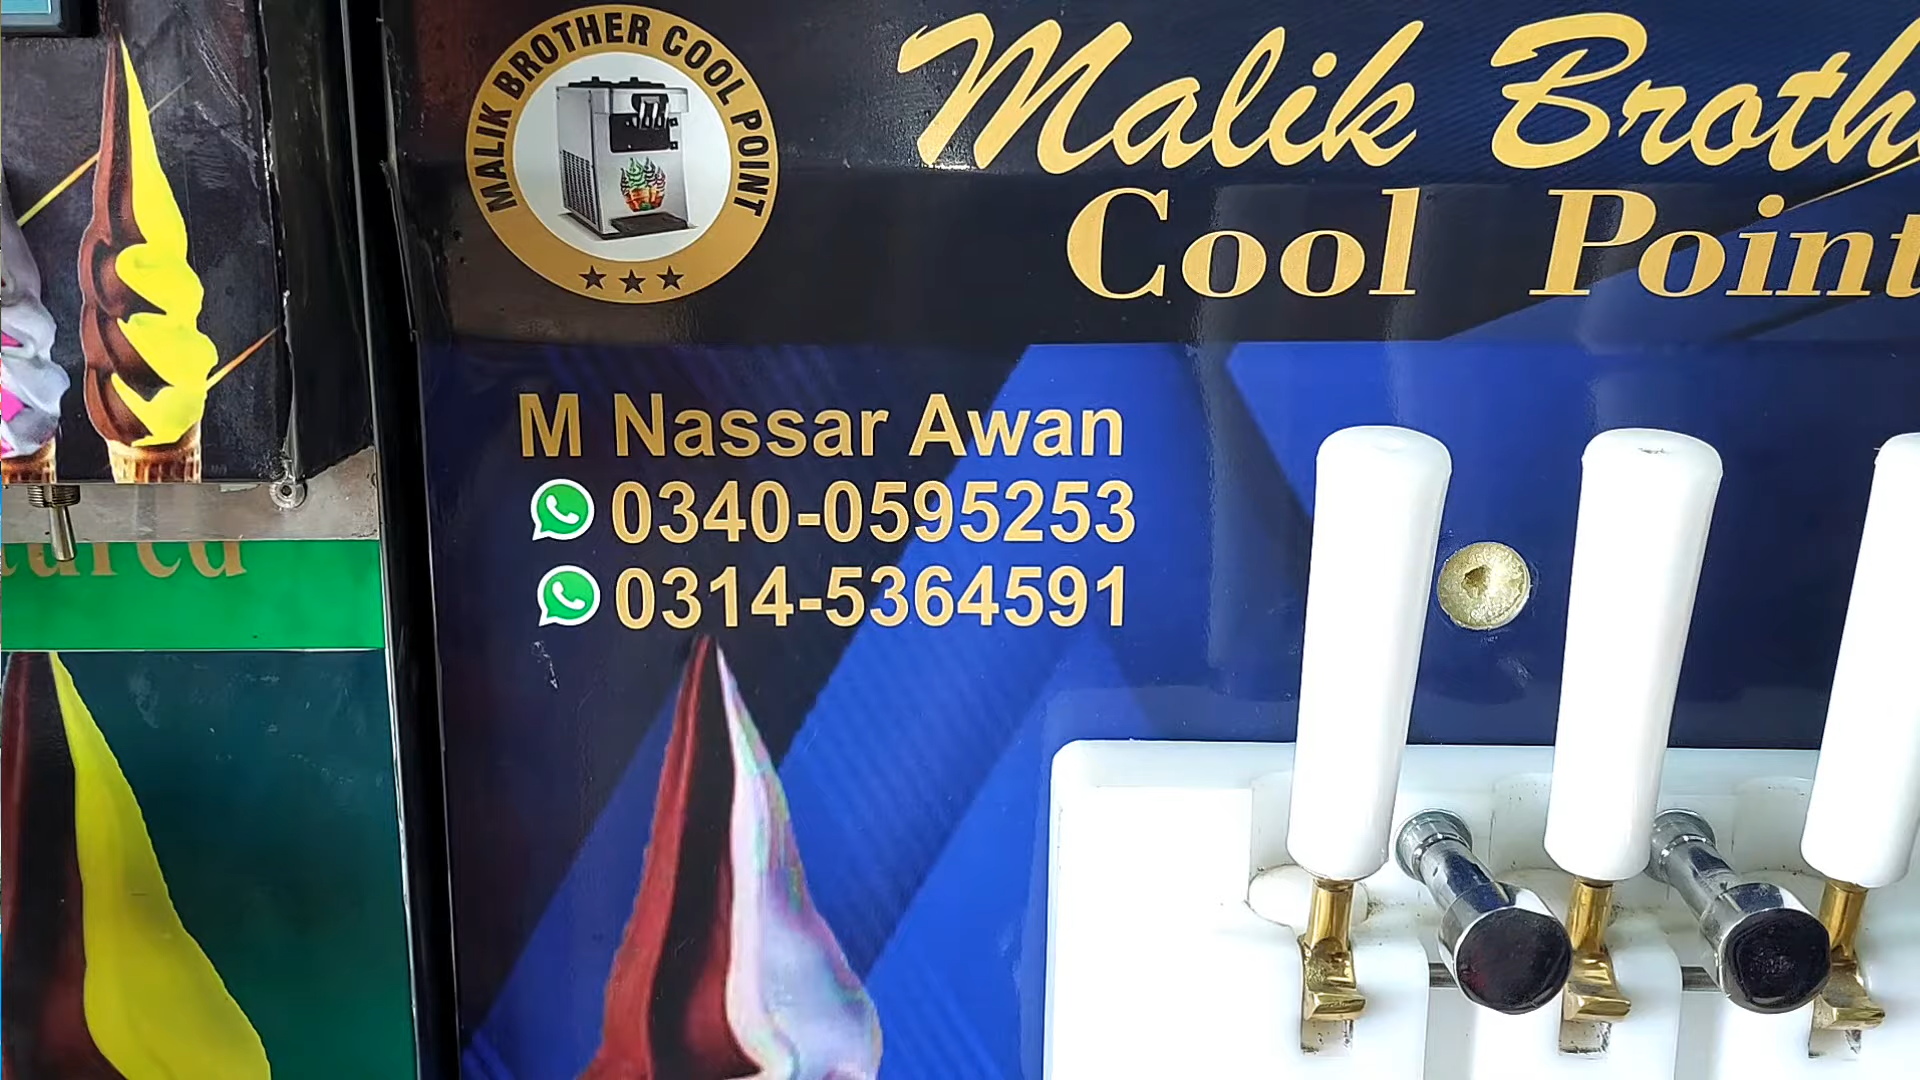 MALIK BROTHER COOL POINT
Malik Broth
Cool Point
M Nassar Awan
0340-0595253
0314-5364591